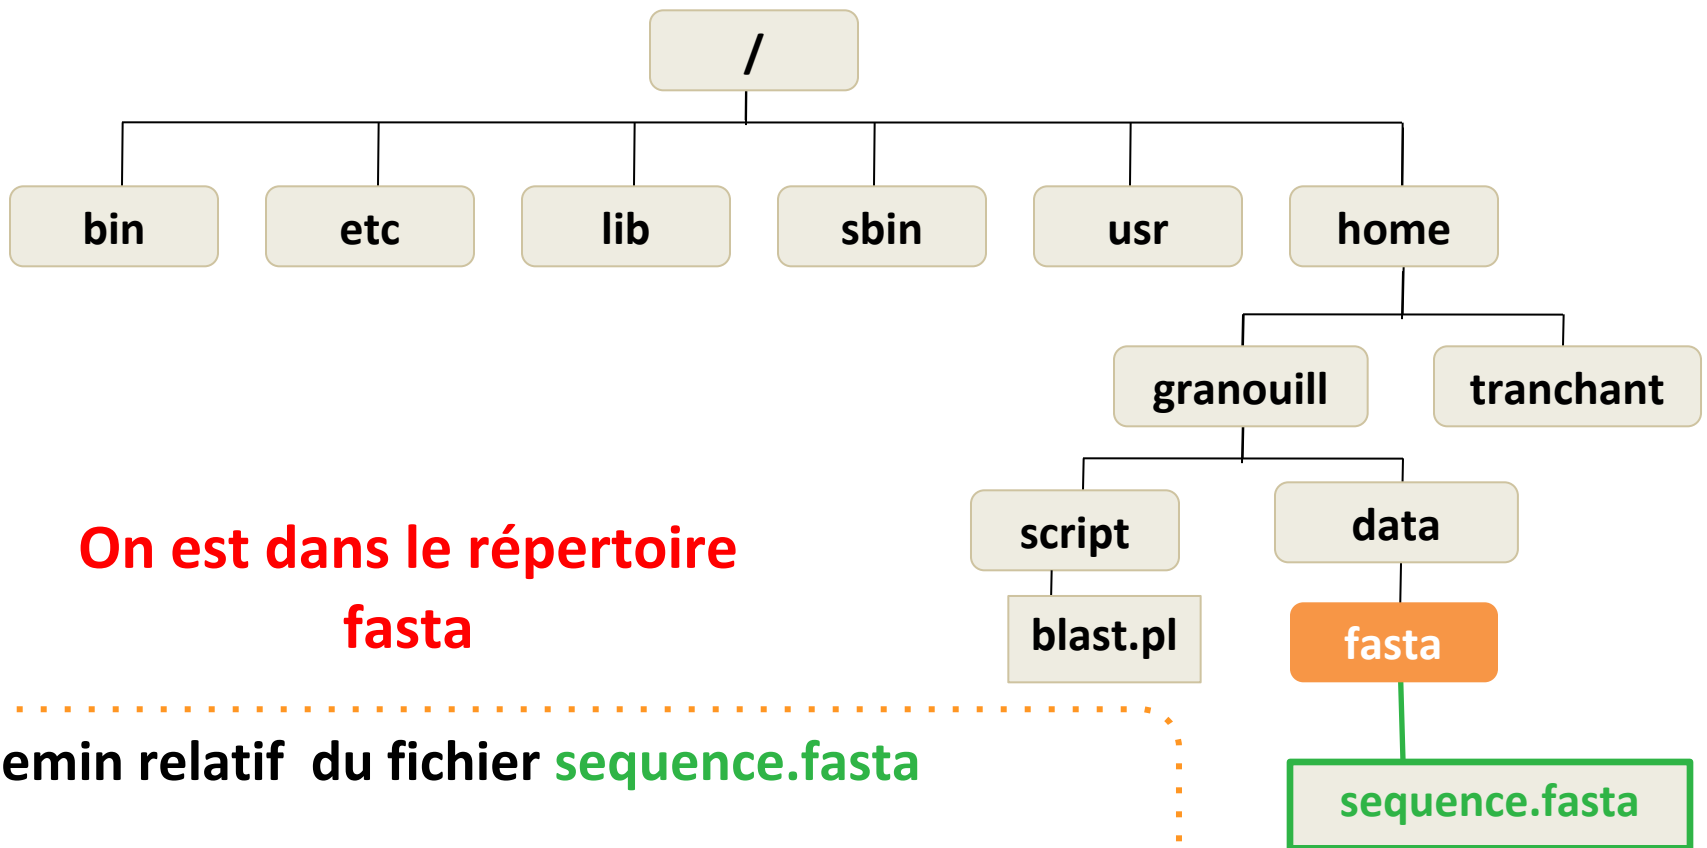 /
bin
etc
lib
sbin
usr
home
granouill
tranchant
script
data
On est dans le répertoire
fasta
blast.pl
fasta
emin relatif du fichier sequence.fasta
sequence.fasta